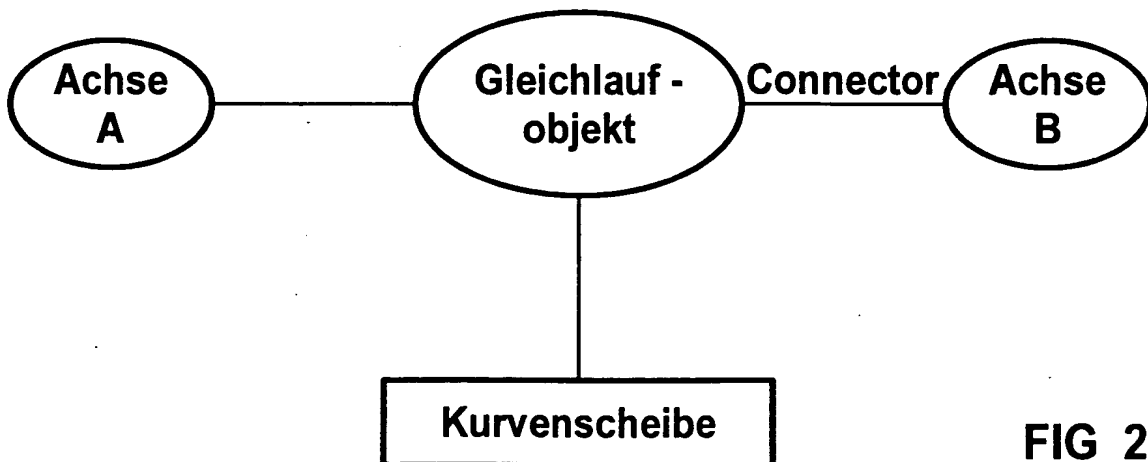 Achse
A
Gleichlauf -
objekt
Connector
Achse
B
Kurvenscheibe
FIG 2